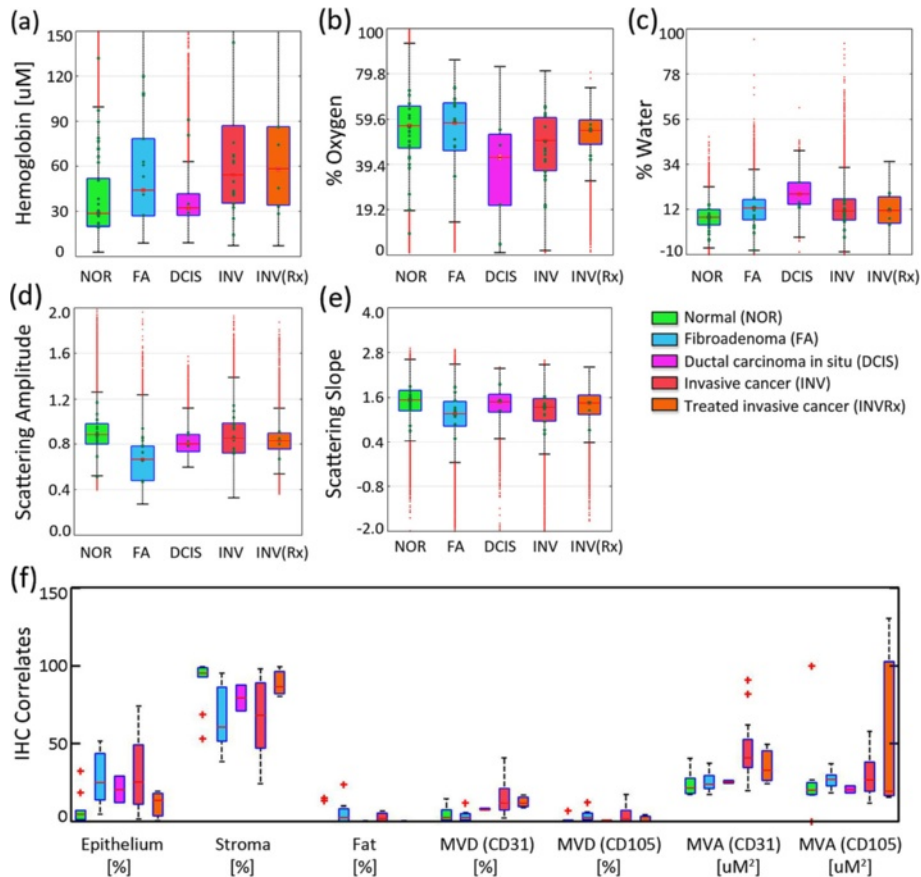 (a)
Hemoglobin [uM]
150
120
90
60
30
0
NOR FA DCIS INV INV(Rx)
(b)
% Oxygen
100
79.8
59.6
39.4
19.2
0
NOR FA DCIS INV INV(Rx)
(c)
% Water
100
78
56
34
12
-10
NOR FA DCIS INV INV(Rx)
(d)
Scattering Amplitude
2.0
1.6
1.2
0.8
0.4
0.0
NOR FA DCIS INV INV(Rx)
(e)
Scattering Slope
4.0
2.8
1.6
0.4
-0.8
-2.0
NOR FA DCIS INV INV(Rx)
Normal (NOR)
Fibroadenoma (FA)
Ductal carcinoma in situ (DCIS)
Invasive cancer (INV)
Treated invasive cancer (INVRx)
(f)
IHC Correlates
150
100
50
0
Epithelium Stroma Fat MVD (CD31) MVD (CD105) MVA (CD31) MVA (CD105)
[%] [%] [%] [%] [%] [uM²] [uM²]